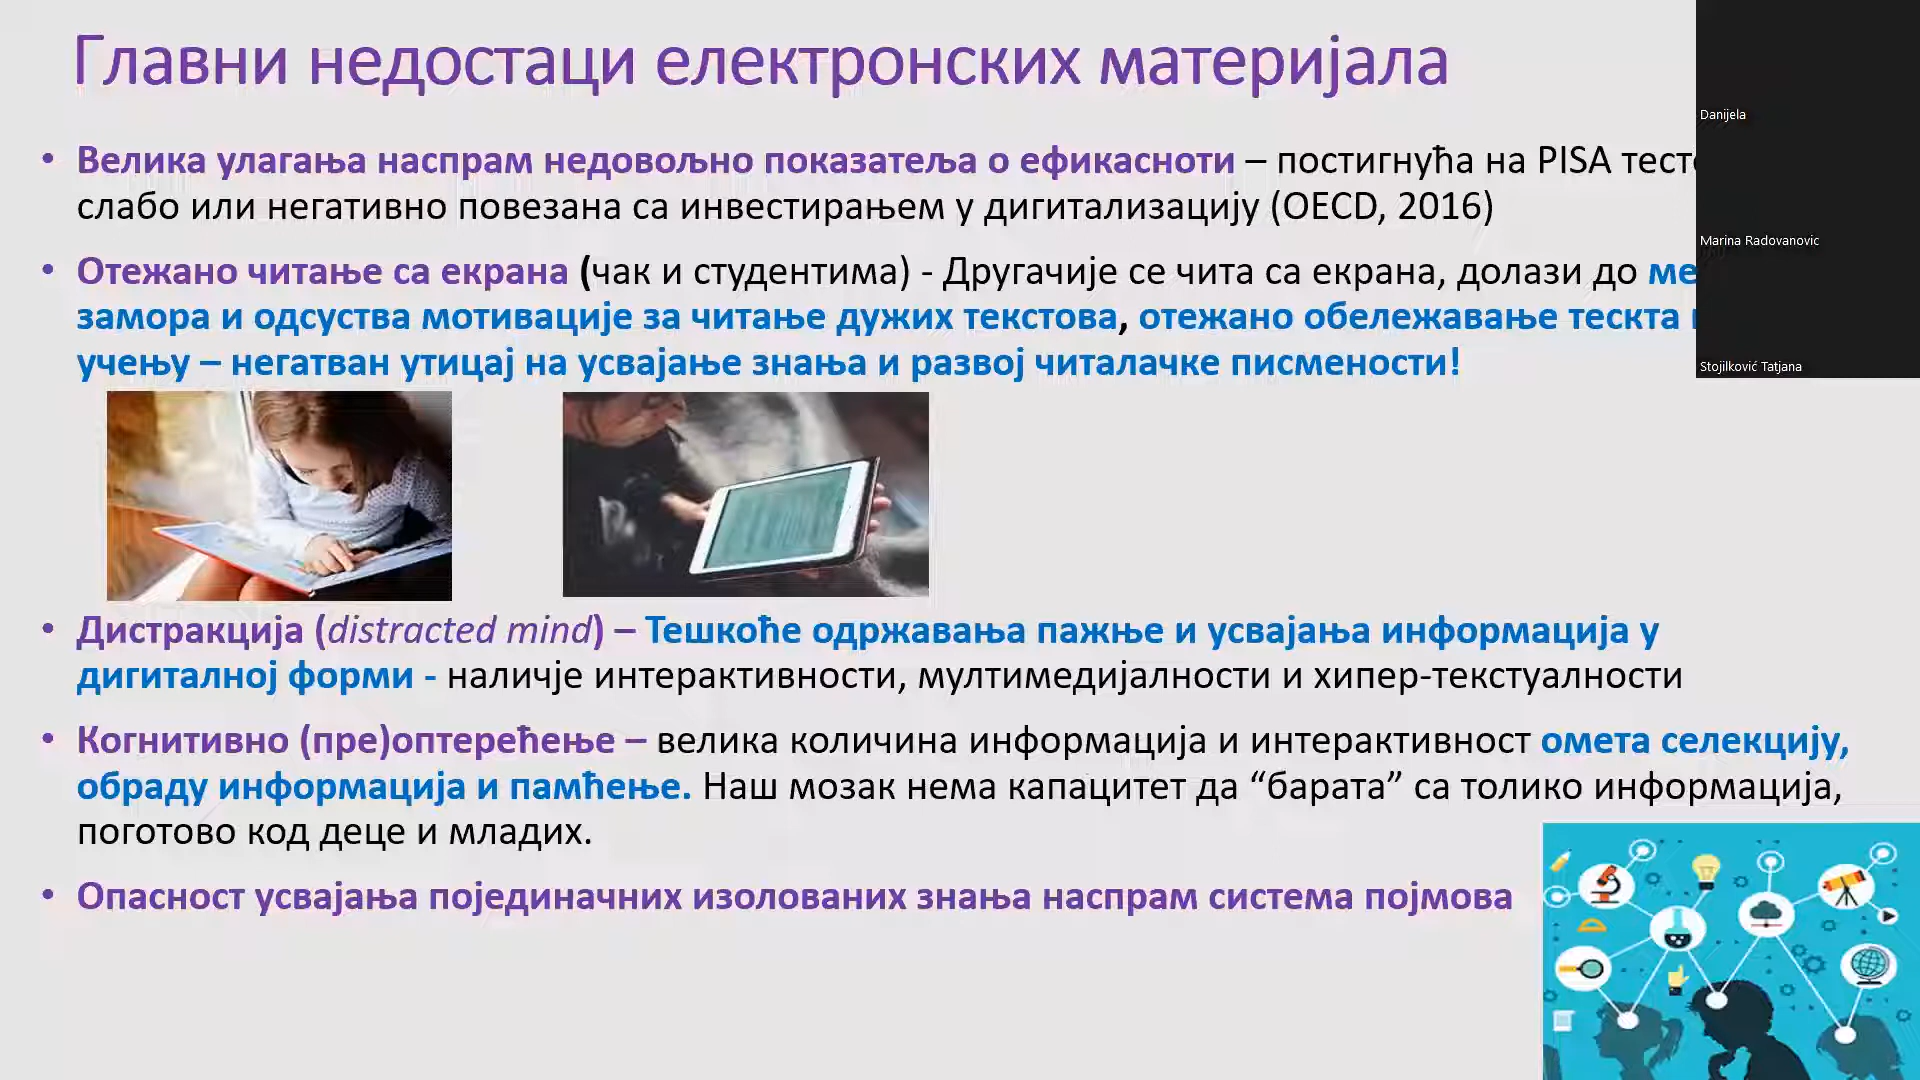 Главни недостаци електронских материјала
• Велика улагања наспрам недовољно показатеља о ефикасноти – постигнућа на PISA
слабо или негативно повезана са инвестирањем у дигитализацију (OECD, 2016)
• Отежано читање са екрана (чак и студентима) - Другачије се чита са екрана, долази до
замора и одсуства мотивације за читање дужих текстова, отежано обележавање тескта
учењу – негатван утицај на усвајање знања и развој читалачке писмености!
• Дистракција (distracted mind) – Тешкоће одржавања пажње и усвајања информација у
дигиталној форми - наличје интерактивности, мултимедијалности и хипер-текстуалности
• Когнитивно (пре)оптерећење – велика количина информација и интерактивност омета селекцију,
обраду информација и памћење. Наш мозак нема капацитет да “барата” са толико информација,
поготово код деце и младих.
• Опасност усвајања појединачних изолованих знања наспрам система појмова
Danijela
Marina Radovanovic
Stojilković Tatjana